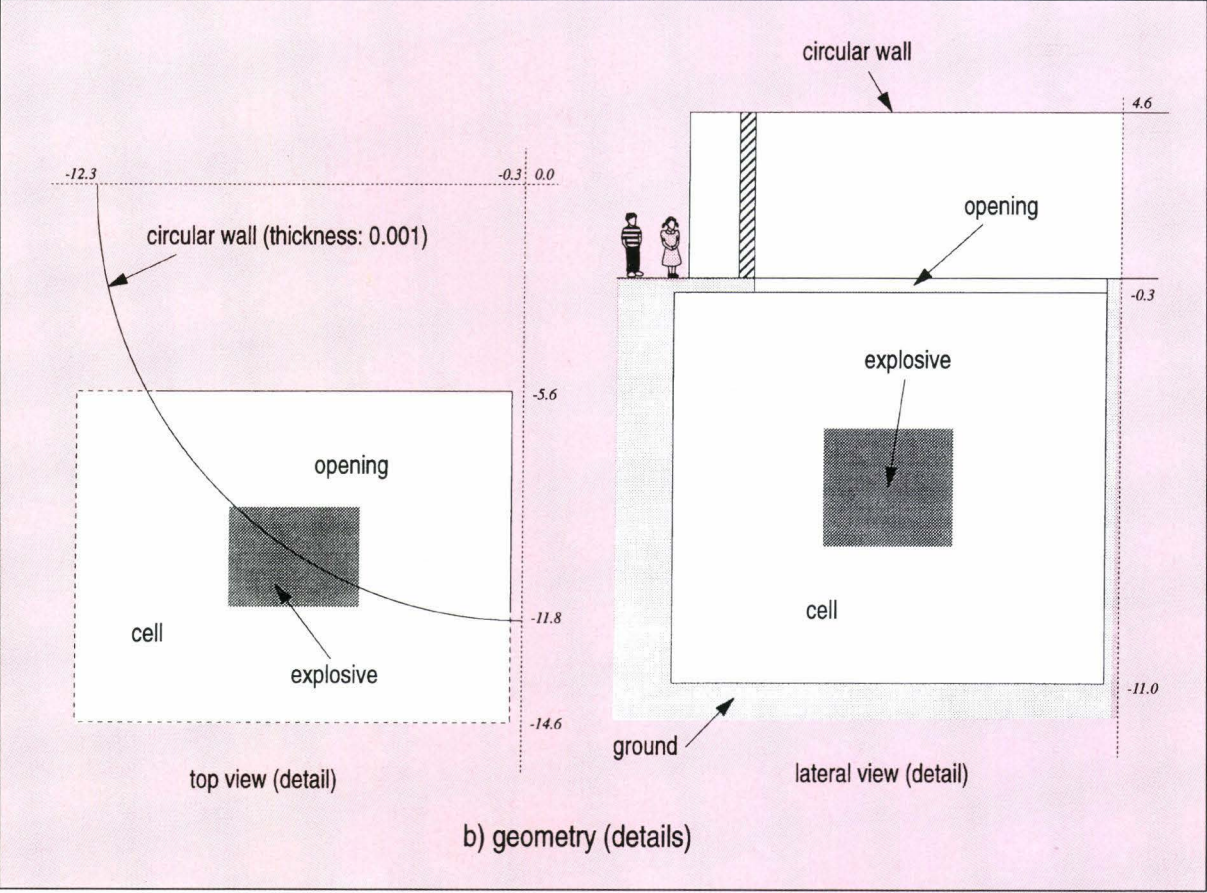 circular wall
4.6
-12.3
-0.3 0.0
circular wall (thickness: 0.001)
opening
-0.3
explosive
-5.6
opening
-11.8
cell
explosive
cell
-11.0
-14.6
ground
top view (detail)
lateral view (detail)
b) geometry (details)